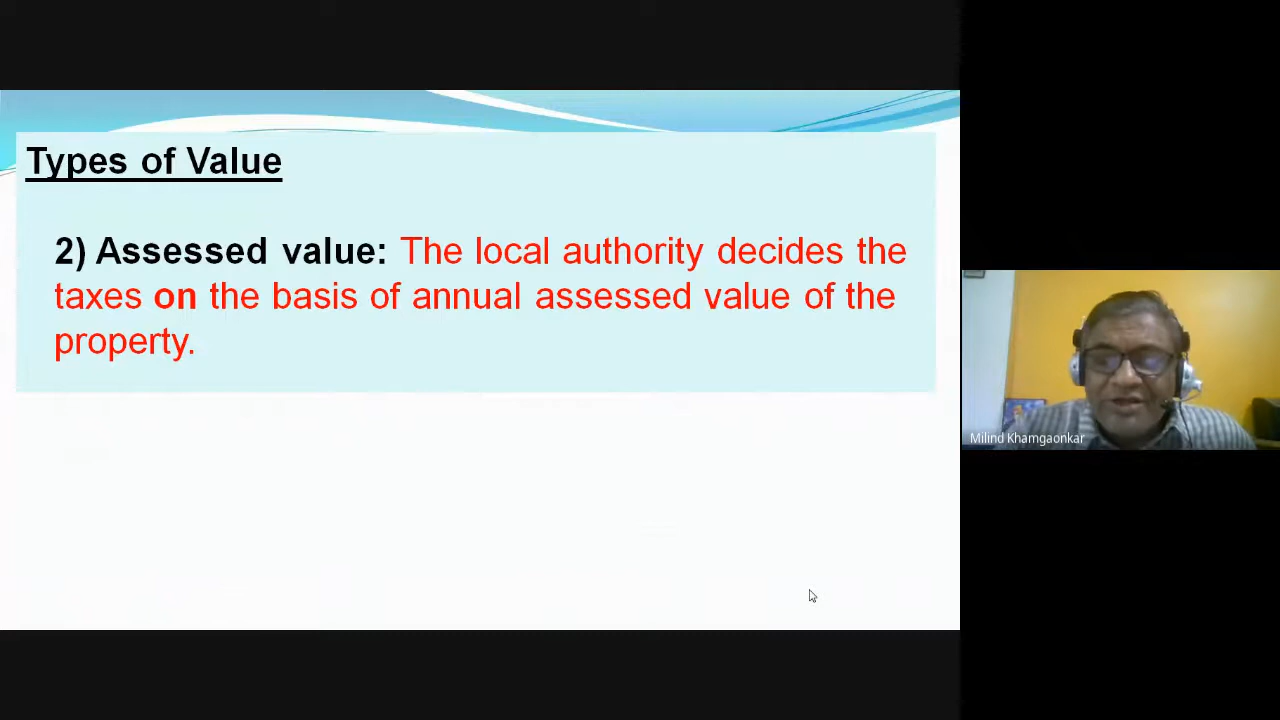 Types of Value
2) Assessed value: The local authority decides the
taxes on the basis of annual assessed value of the
property.
Milind Khamgaonkar